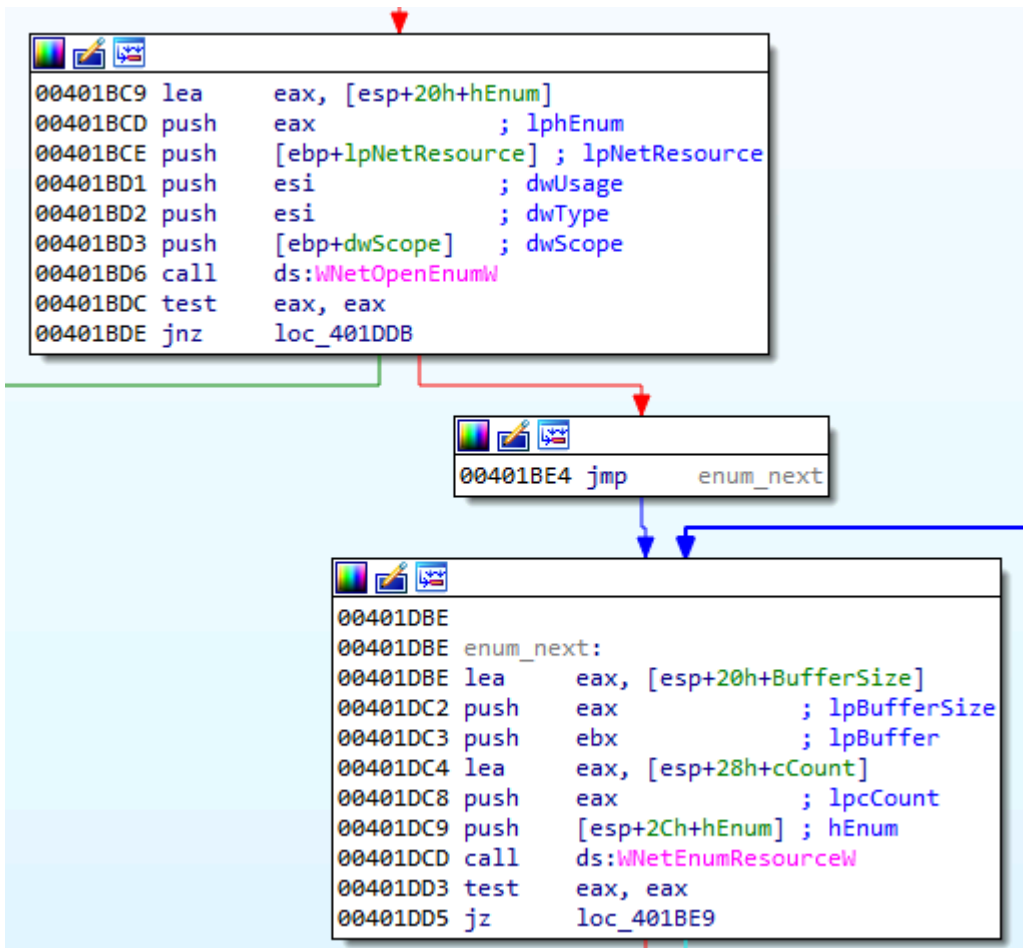 00401BC9 lea eax, [esp+20h+hEnum]
00401BCD push eax ; lphEnum
00401BCE push [ebp+lpNetResource] ; lpNetResource
00401BD1 push esi ; dwUsage
00401BD2 push esi ; dwType
00401BD3 push [ebp+dwScope] ; dwScope
00401BD6 call ds:WNetOpenEnumW
00401BDC test eax, eax
00401BDE jnz loc_401DDB
00401BE4 jmp enum_next
00401DBE
00401DBE enum_next:
00401DBE lea eax, [esp+20h+BufferSize]
00401DC2 push eax ; lpBufferSize
00401DC3 push ebx ; lpBuffer
00401DC4 lea eax, [esp+28h+cCount]
00401DC8 push eax ; lpcCount
00401DC9 push [esp+2Ch+hEnum] ; hEnum
00401DCD call ds:WNetEnumResourceW
00401DD3 test eax, eax
00401DD5 jz loc_401BE9